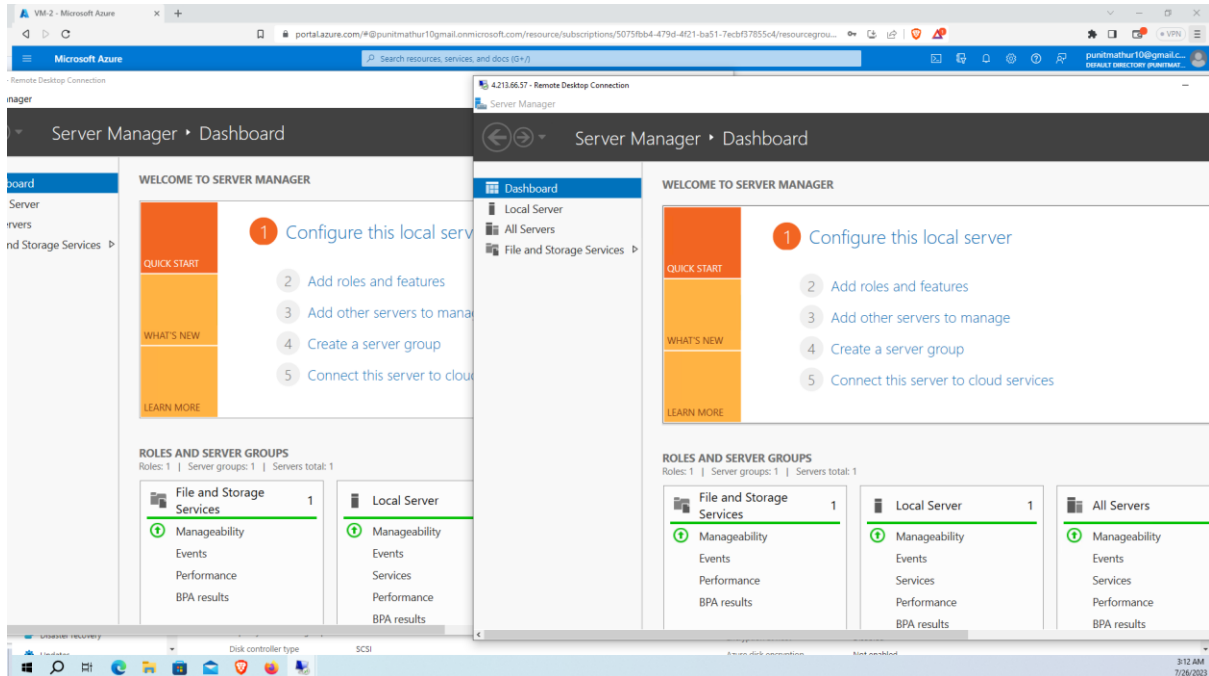 VM-2 - Microsoft Azure
portal.azure.com/#@punitmathur10gmail.onmicrosoft.com/resource/subscriptions/5075fbb4-479d-4f21-ba51-7ecbf37855c4/resourcegrou...
VPN
Microsoft Azure
Search resources, services, and docs (G+/)
punitmathur10@gmail.c...
DEFAULT DIRECTORY (PUNITMAT...
- Remote Desktop Connection
anager
Server Manager • Dashboard
board
Server
ervers
nd Storage Services
WELCOME TO SERVER MANAGER
QUICK START
WHAT'S NEW
LEARN MORE
1 Configure this local serv
2 Add roles and features
3 Add other servers to mana
4 Create a server group
5 Connect this server to clou
ROLES AND SERVER GROUPS
Roles: 1 | Server groups: 1 | Servers total: 1
File and Storage
Services
1
Manageability
Events
Performance
BPA results
Local Server
Manageability
Events
Services
Performance
BPA results
4.213.66.57 - Remote Desktop Connection
Server Manager
Server Manager • Dashboard
Dashboard
Local Server
All Servers
File and Storage Services
WELCOME TO SERVER MANAGER
QUICK START
WHAT'S NEW
LEARN MORE
1 Configure this local server
2 Add roles and features
3 Add other servers to manage
4 Create a server group
5 Connect this server to cloud services
ROLES AND SERVER GROUPS
Roles: 1 | Server groups: 1 | Servers total: 1
File and Storage
Services
1
Manageability
Events
Performance
BPA results
Local Server 1
Manageability
Events
Services
Performance
BPA results
All Servers
Manageability
Events
Services
Performance
BPA results
Disaster recovery
Updates
Disk controller type SCSI
Azure disk encryption Not enabled
3:12 AM
7/26/2023